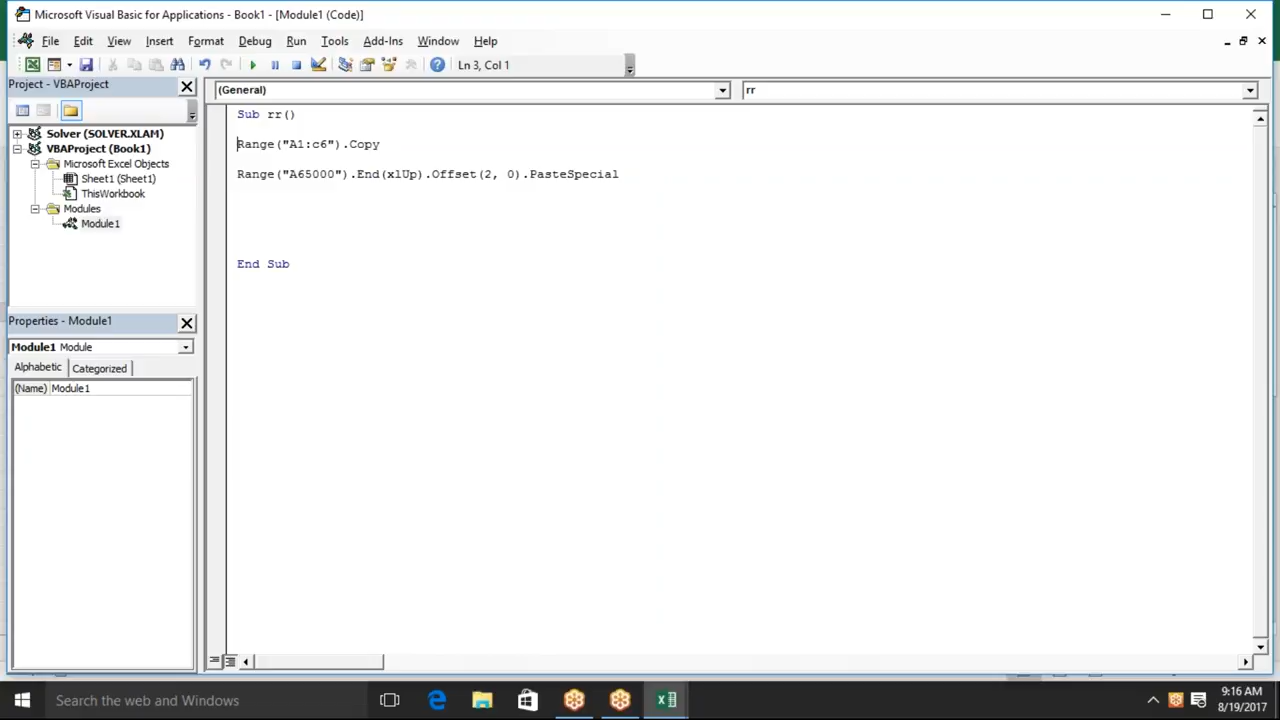 Microsoft Visual Basic for Applications - Book1 - [Module1 (Code)]
File Edit View Insert Format Debug Run Tools Add-Ins Window Help
Ln 3, Col 1
Project - VBAProject
(General)
rr
Solver (SOLVER.XLAM)
VBAProject (Book1)
Microsoft Excel Objects
Sheet1 (Sheet1)
ThisWorkbook
Modules
Module1
Sub rr()
Range("A1:c6").Copy
Range("A65000").End(xlUp).Offset(2, 0).PasteSpecial
End Sub
Properties - Module1
Module1 Module
Alphabetic Categorized
(Name) Module1
Search the web and Windows
9:16 AM
8/19/2017